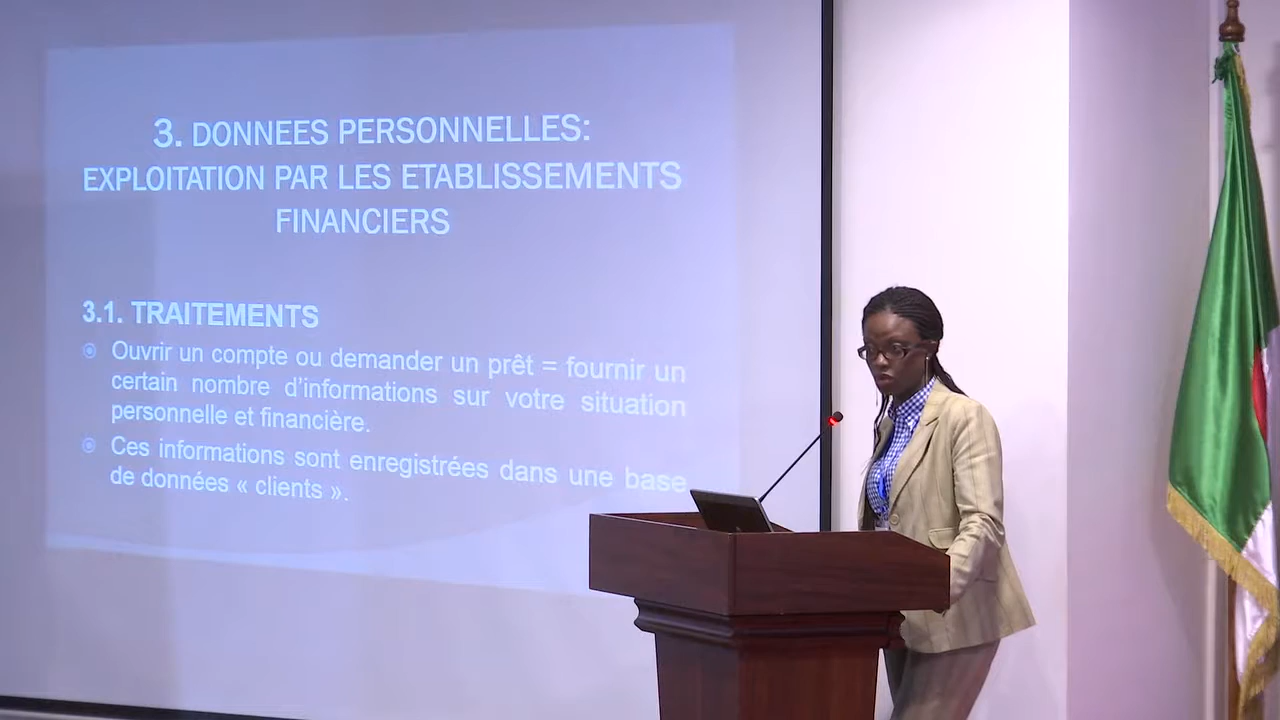 3. DONNEES PERSONNELLES:
EXPLOITATION PAR LES ETABLISSEMENTS
FINANCIERS
3.1. TRAITEMENTS
Ouvrir un compte ou demander un prêt = fournir un
certain nombre d'informations sur votre situation
personnelle et financière.
Ces informations sont enregistrées dans une base
de données « clients ».